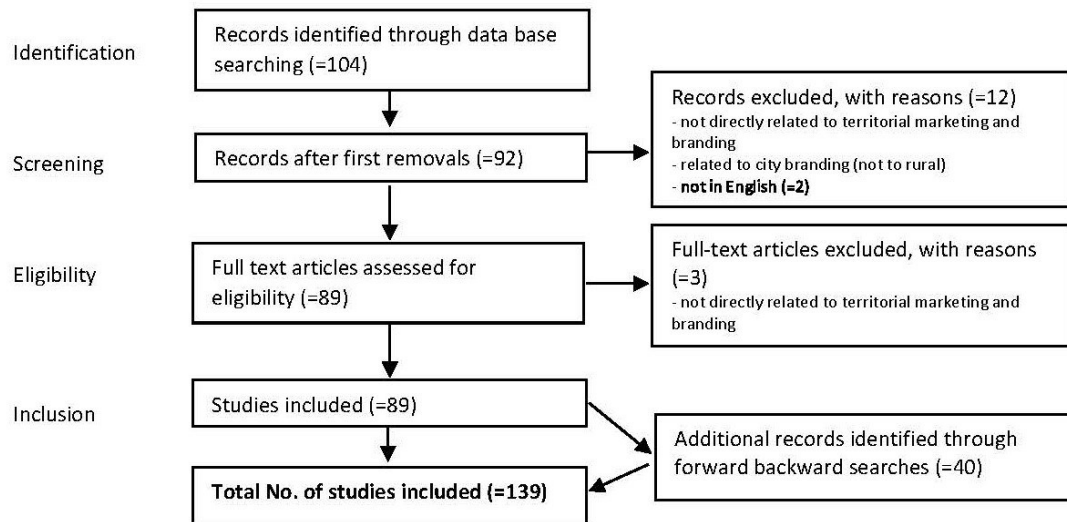 Identification
Records identified through data base
searching (=104)
Records excluded, with reasons (=12)
- not directly related to territorial marketing and
branding
- related to city branding (not to rural)
- not in English (=2)
Screening
Records after first removals (=92)
Eligibility
Full text articles assessed for
eligibility (=89)
Full-text articles excluded, with reasons
(=3)
- not directly related to territorial marketing and
branding
Inclusion
Studies included (=89)
Additional records identified through
forward backward searches (=40)
Total No. of studies included (=139)